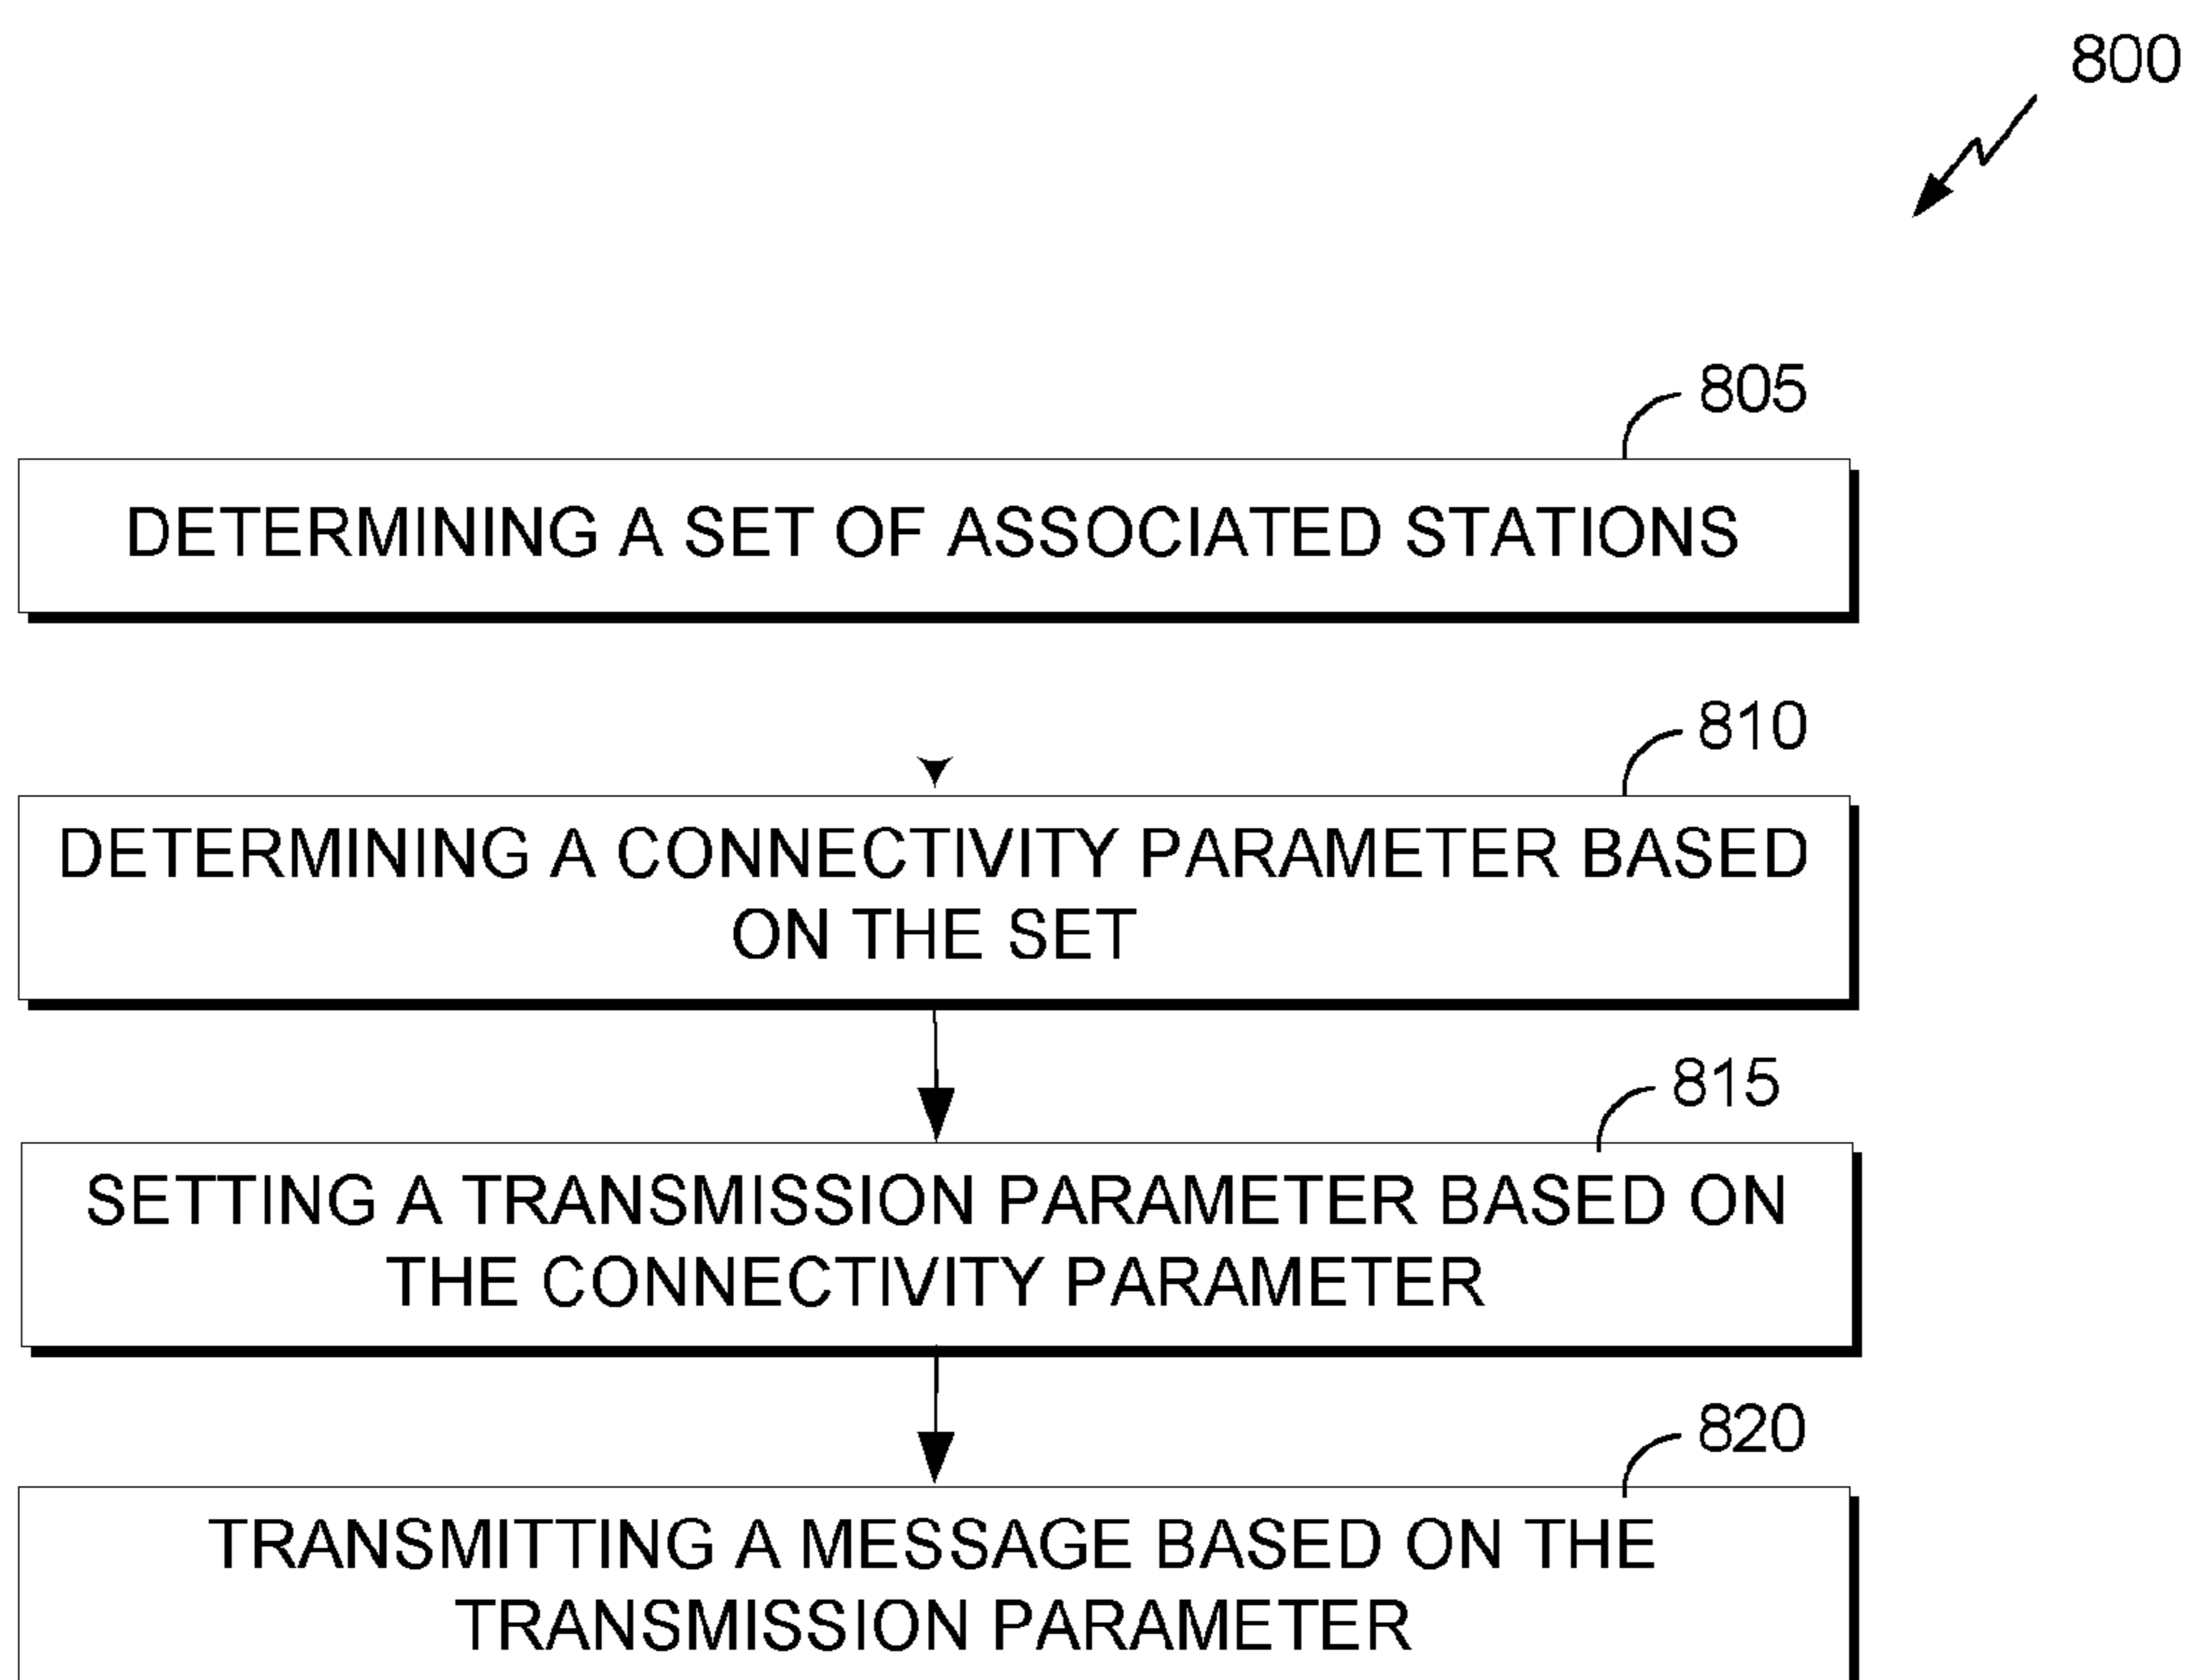 800
805
DETERMINING A SET OF ASSOCIATED STATIONS
810
DETERMINING A CONNECTIVITY PARAMETER BASED
ON THE SET
815
SETTING A TRANSMISSION PARAMETER BASED ON
THE CONNECTIVITY PARAMETER
820
TRANSMITTING A MESSAGE BASED ON THE
TRANSMISSION PARAMETER